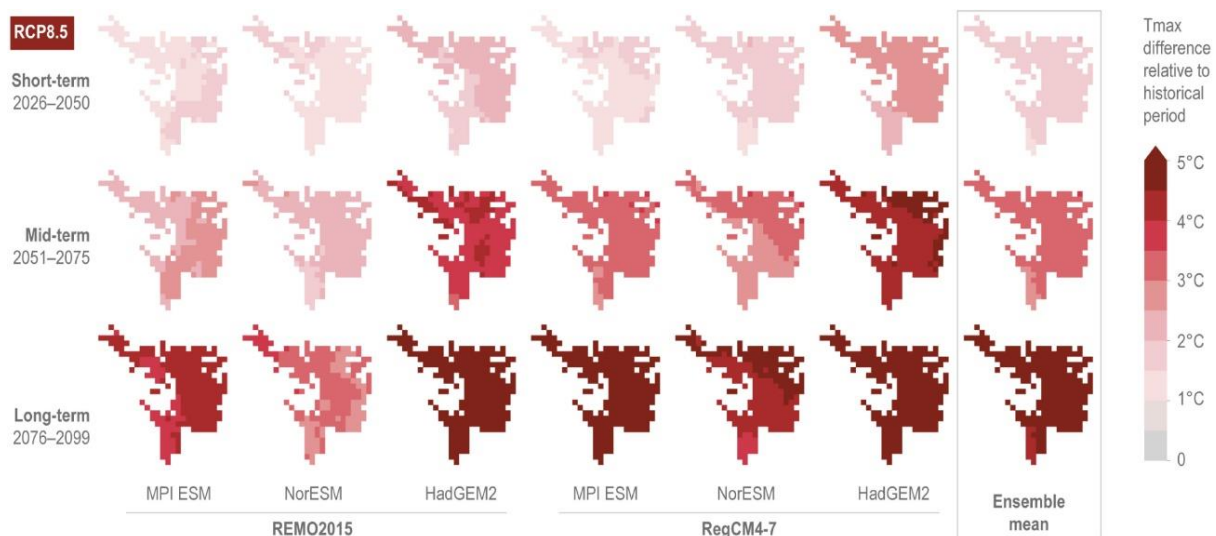 RCP8.5
Short-term
2026–2050
Mid-term
2051–2075
Long-term
2076–2099
MPI ESM
NorESM
HadGEM2
MPI ESM
NorESM
HadGEM2
REMO2015
RegCM4-7
Ensemble
mean
Tmax
difference
relative to
historical
period
5°C
4°C
3°C
2°C
1°C
0